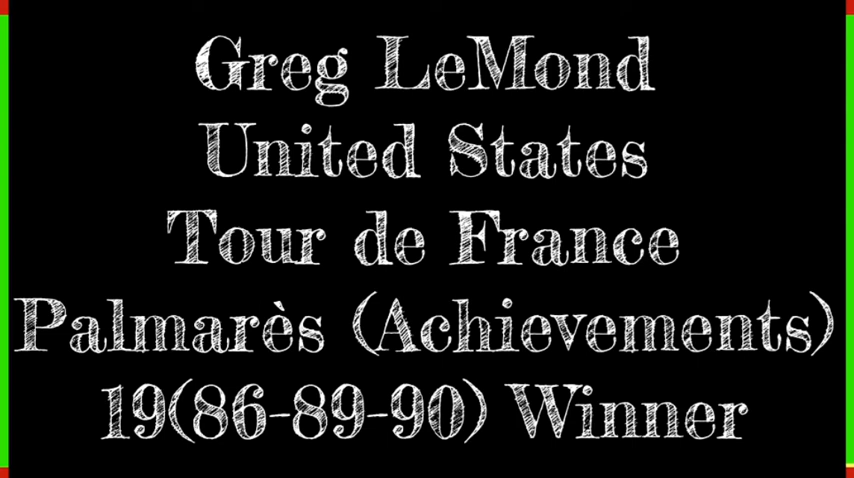 Greg LeMond
United States
Tour de France
Palmarès (Achievements)
19(86-89-90) Winner